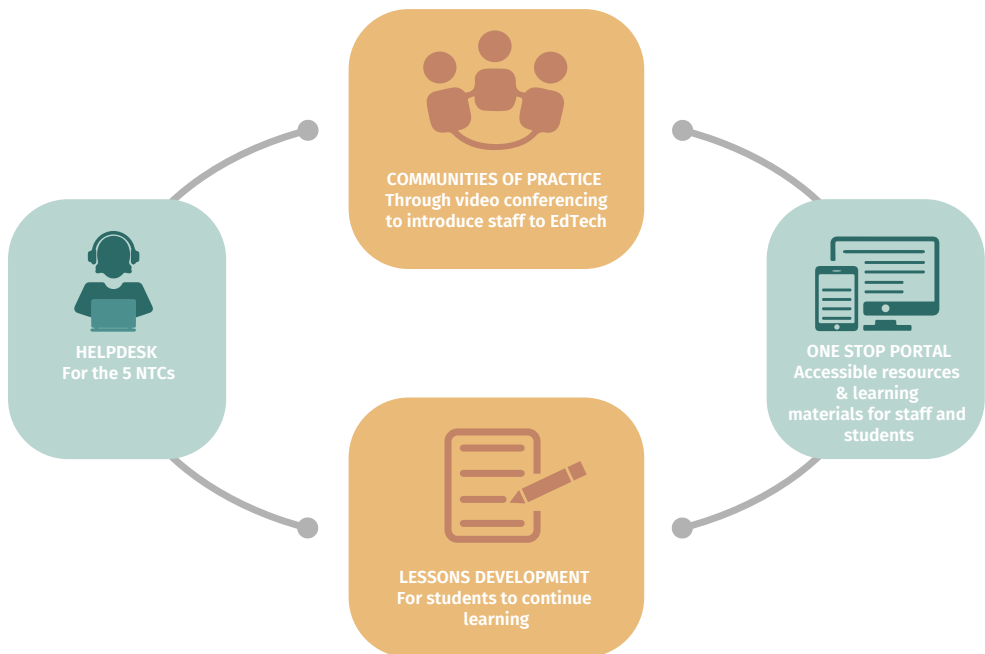 COMMUNITIES OF PRACTICE
Through video conferencing
to introduce staff to EdTech
HELPDESK
For the 5 NTCs
ONE STOP PORTAL
Accessible resources
& learning
materials for staff and
students
LESSONS DEVELOPMENT
For students to continue
learning